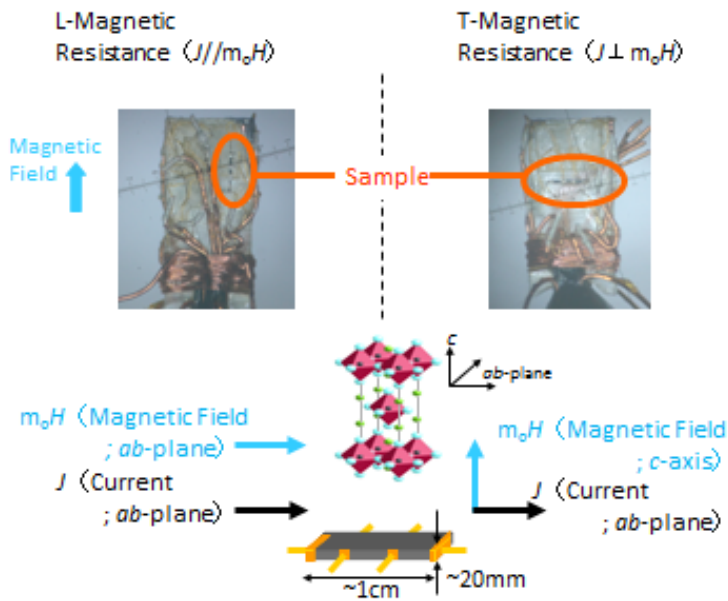 L-Magnetic
Resistance（J//m₀H）
T-Magnetic
Resistance（J⊥ m₀H）
Magnetic
Field
Sample
c
ab-plane
m₀H（Magnetic Field
; ab-plane）
J（Current
; ab-plane）
m₀H（Magnetic Field
; c-axis）
J（Current
; ab-plane）
~1cm
~20mm